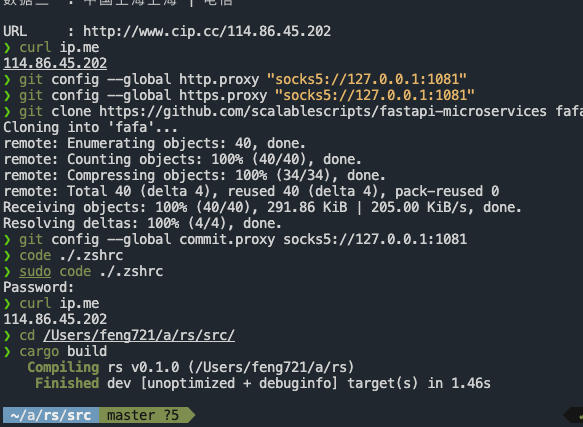 数据二 : 中国上海上海 | 电信
URL : http://www.cip.cc/114.86.45.202
❯ curl ip.me
114.86.45.202
❯ git config --global http.proxy "socks5://127.0.0.1:1081"
❯ git config --global https.proxy "socks5://127.0.0.1:1081"
❯ git clone https://github.com/scalablescripts/fastapi-microservices fafa
Cloning into 'fafa'...
remote: Enumerating objects: 40, done.
remote: Counting objects: 100% (40/40), done.
remote: Compressing objects: 100% (34/34), done.
remote: Total 40 (delta 4), reused 40 (delta 4), pack-reused 0
Receiving objects: 100% (40/40), 291.86 KiB | 205.00 KiB/s, done.
Resolving deltas: 100% (4/4), done.
❯ git config --global commit.proxy socks5://127.0.0.1:1081
❯ code ./.zshrc
❯ sudo code ./.zshrc
Password:
❯ curl ip.me
114.86.45.202
❯ cd /Users/feng721/a/rs/src/
❯ cargo build
Compiling rs v0.1.0 (/Users/feng721/a/rs)
Finished dev [unoptimized + debuginfo] target(s) in 1.46s
~/a/rs/src master ?5